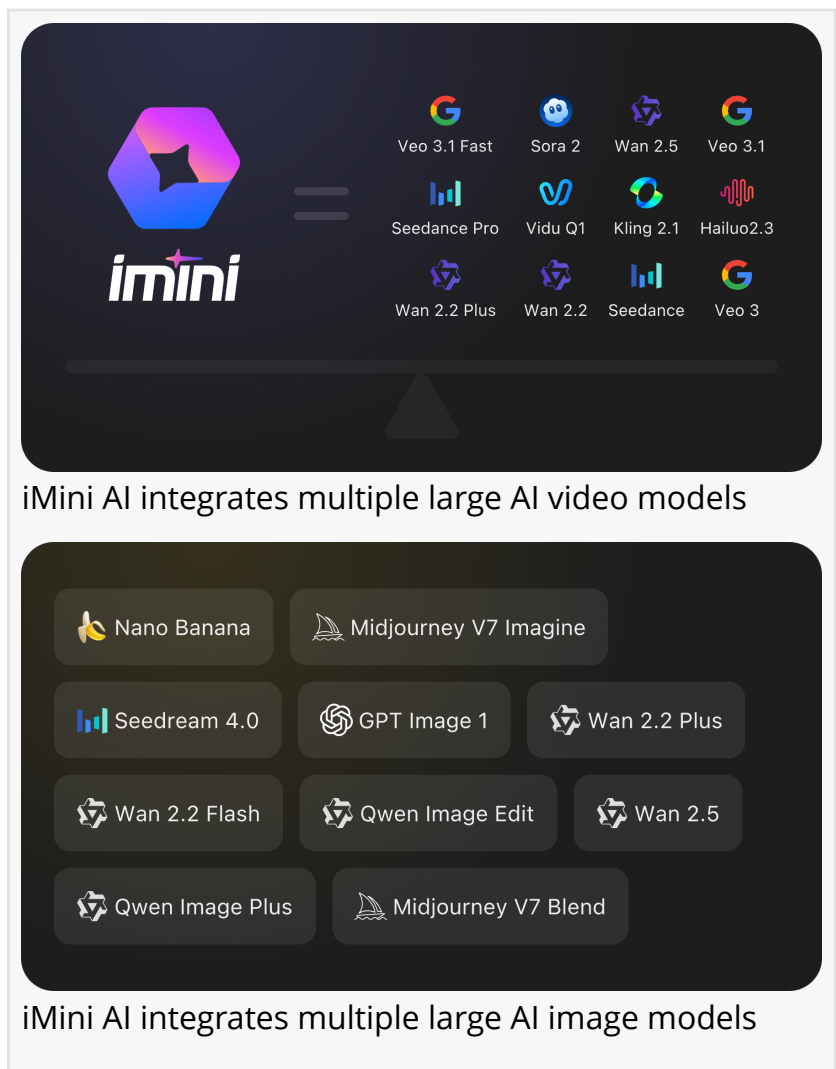 imini
Veo 3.1 Fast Sora 2 Wan 2.5 Veo 3.1
Seedance Pro Vidu Q1 Kling 2.1 Hailuo2.3
Wan 2.2 Plus Wan 2.2 Seedance Veo 3
iMini AI integrates multiple large AI video models
Nano Banana Midjourney V7 Imagine
Seedream 4.0 GPT Image 1 Wan 2.2 Plus
Wan 2.2 Flash Qwen Image Edit Wan 2.5
Qwen Image Plus Midjourney V7 Blend
iMini AI integrates multiple large AI image models